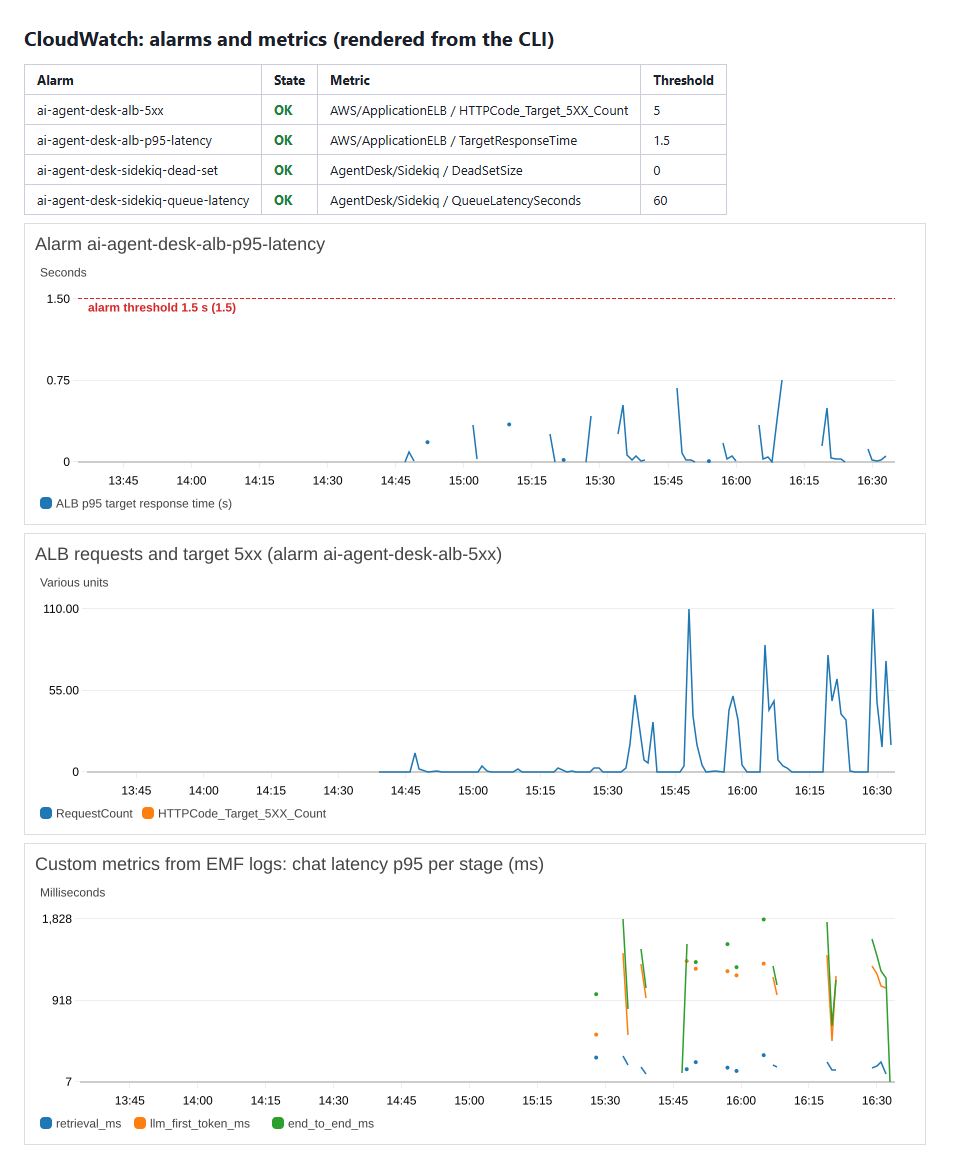 CloudWatch: alarms and metrics (rendered from the CLI)
Alarm State Metric Threshold
ai-agent-desk-alb-5xx OK AWS/ApplicationELB / HTTPCode_Target_5XX_Count 5
ai-agent-desk-alb-p95-latency OK AWS/ApplicationELB / TargetResponseTime 1.5
ai-agent-desk-sidekiq-dead-set OK AgentDesk/Sidekiq / DeadSetSize 0
ai-agent-desk-sidekiq-queue-latency OK AgentDesk/Sidekiq / QueueLatencySeconds 60
Alarm ai-agent-desk-alb-p95-latency
Seconds
1.50
alarm threshold 1.5 s (1.5)
0.75
0
13:45 14:00 14:15 14:30 14:45 15:00 15:15 15:30 15:45 16:00 16:15 16:30
ALB p95 target response time (s)
ALB requests and target 5xx (alarm ai-agent-desk-alb-5xx)
Various units
110.00
55.00
0
13:45 14:00 14:15 14:30 14:45 15:00 15:15 15:30 15:45 16:00 16:15 16:30
RequestCount HTTPCode_Target_5XX_Count
Custom metrics from EMF logs: chat latency p95 per stage (ms)
Milliseconds
1,828
918
7
13:45 14:00 14:15 14:30 14:45 15:00 15:15 15:30 15:45 16:00 16:15 16:30
retrieval_ms llm_first_token_ms end_to_end_ms